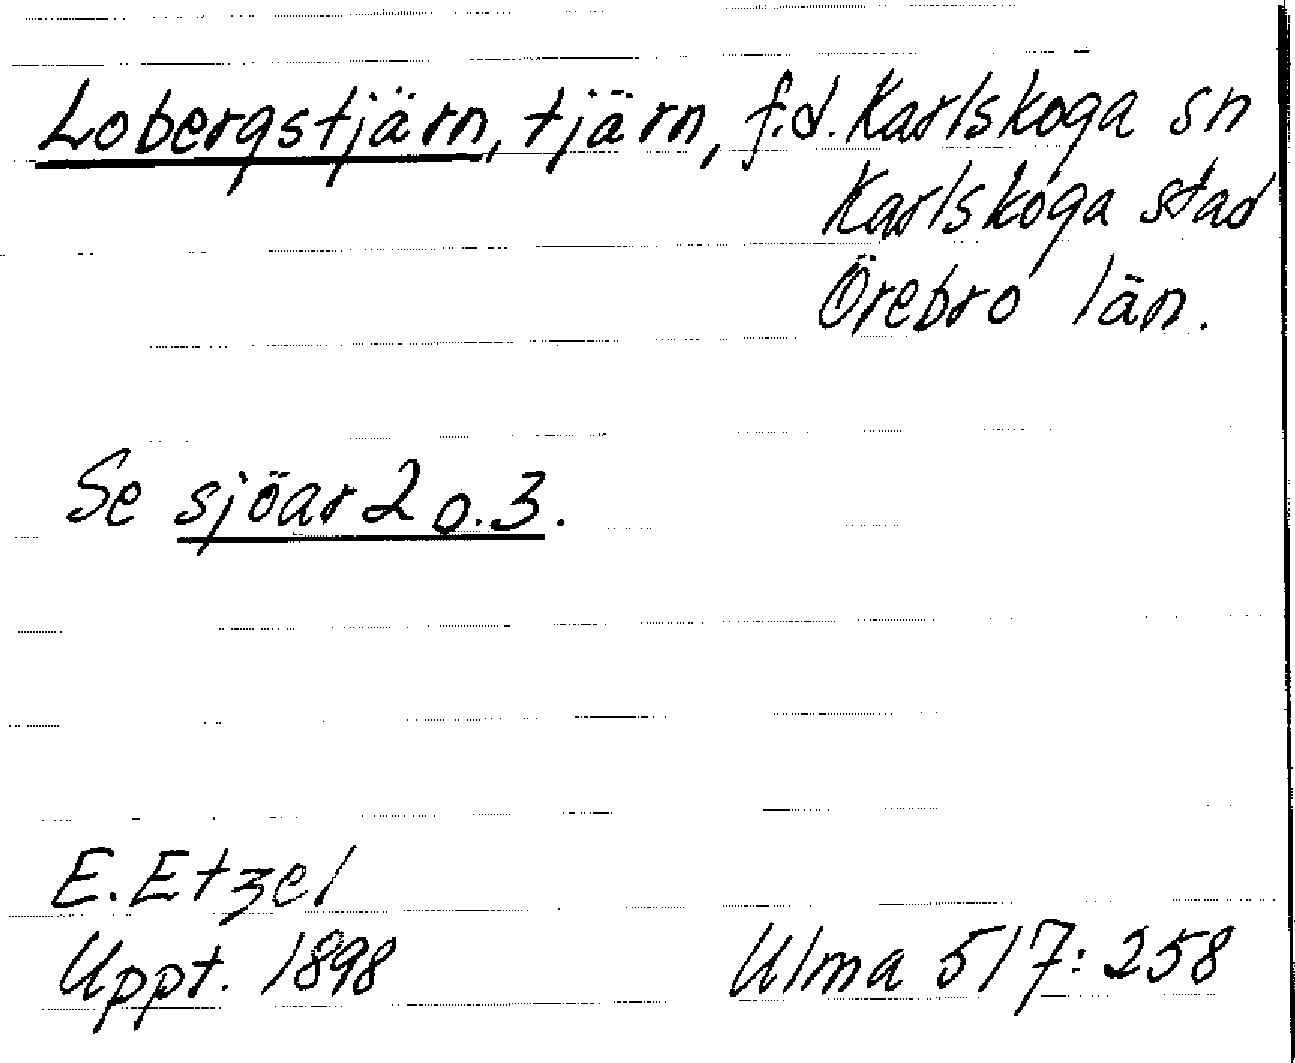 Lobergstjärn, tjärn, f.d. Karlskoga sn
Karlskoga stad
Örebro län.
Se sjöar 2 o. 3.
E. Etzel
Uppt. 1898
Ulma 517:258